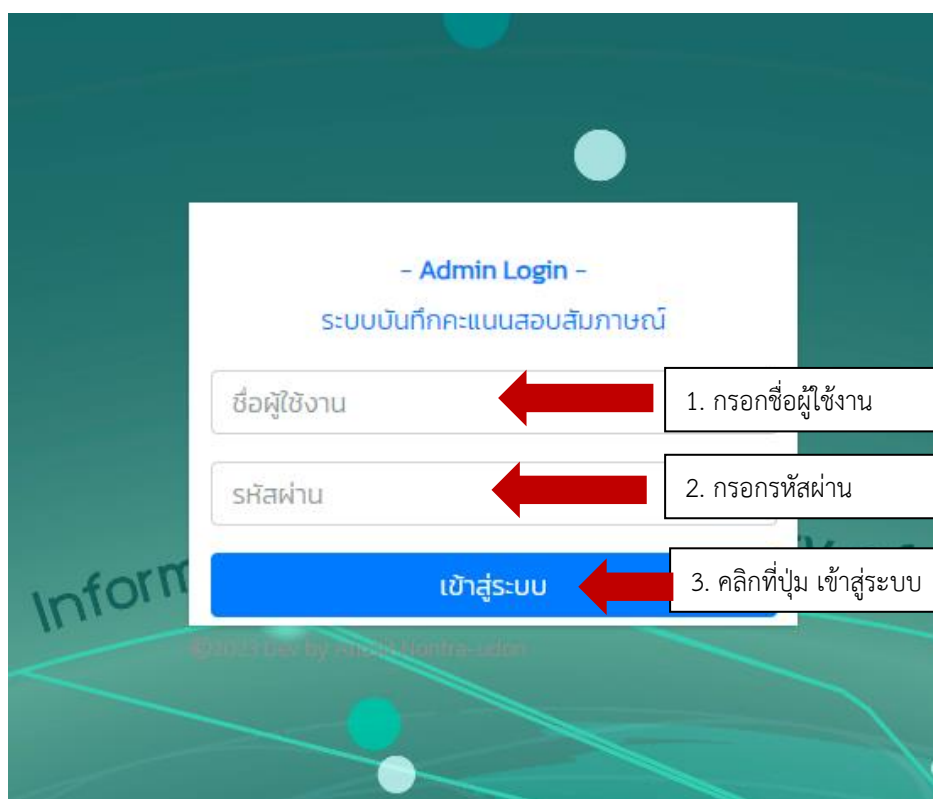 - Admin Login -
ระบบบันทึกคะแนนสอบสัมภาษณ์
ชื่อผู้ใช้งาน
1. กรอกชื่อผู้ใช้งาน
รหัสผ่าน
2. กรอกรหัสผ่าน
Inform
เข้าสู่ระบบ
3. คลิกที่ปุ่ม เข้าสู่ระบบ
©2023 Dev by